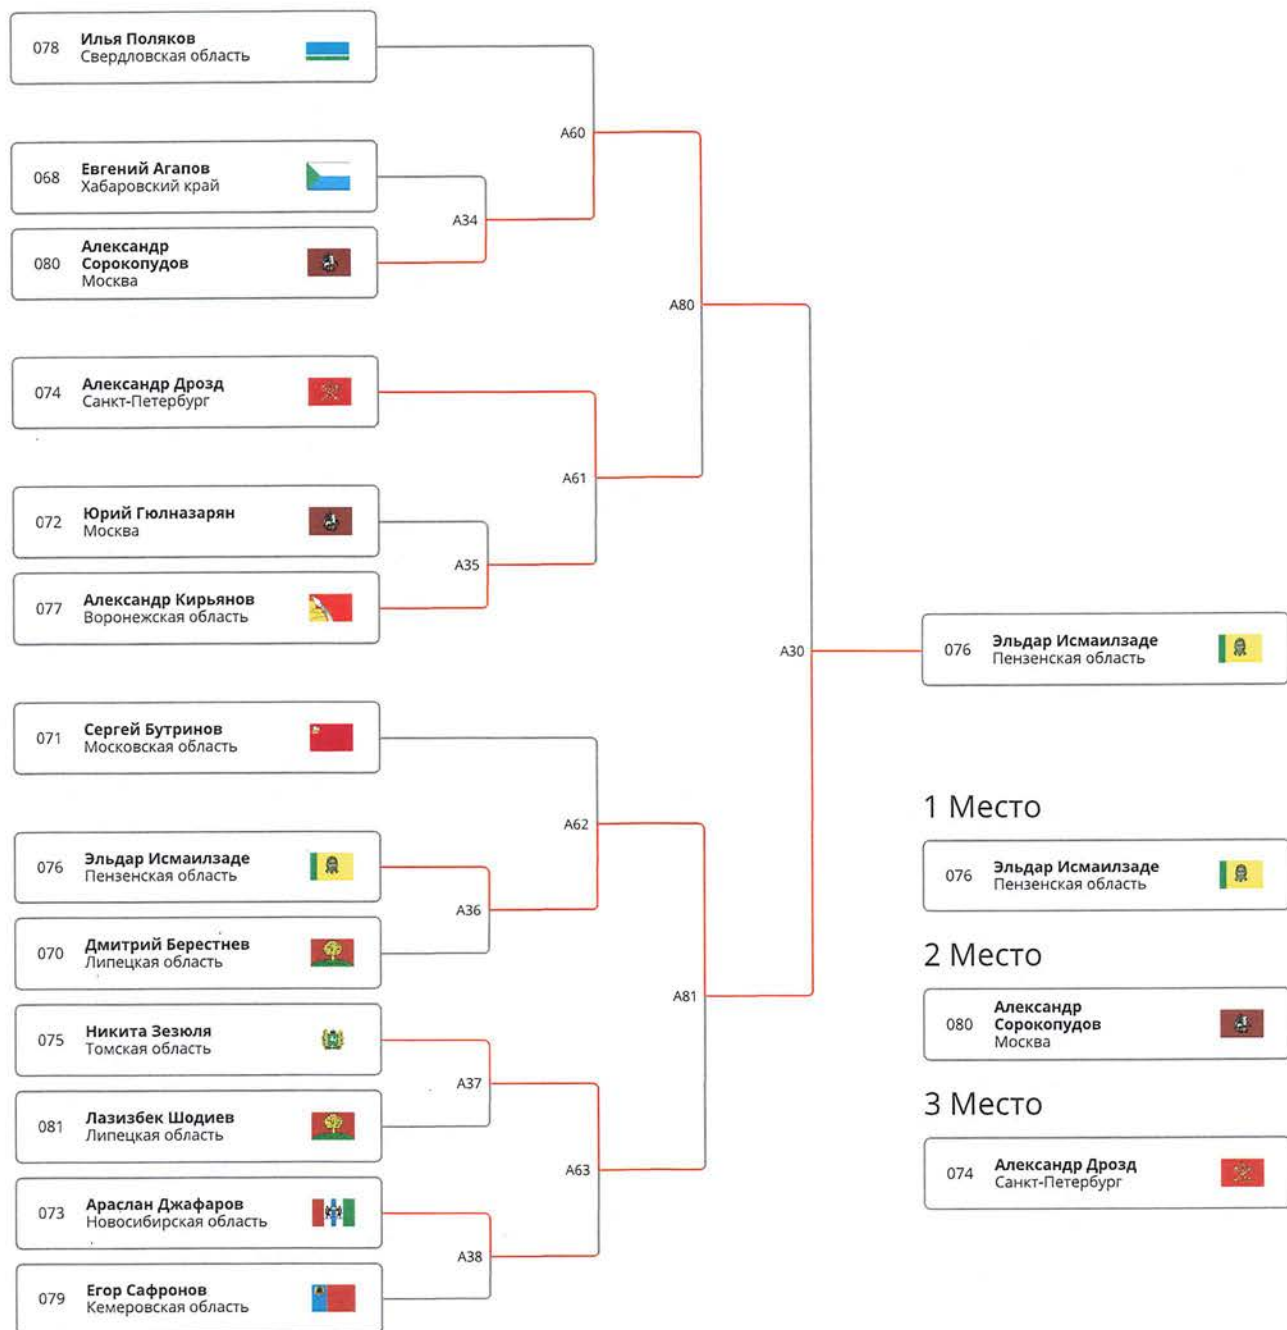 078
Илья Поляков
Свердловская область
A60
068
Евгений Агапов
Хабаровский край
A34
080
Александр
Сорокопудов
Москва
A80
074
Александр Дрозд
Санкт-Петербург
A61
072
Юрий Гюлназарян
Москва
A35
077
Александр Кирьянов
Воронежская область
A30
076
Эльдар Исмаилзаде
Пензенская область
071
Сергей Бутринов
Московская область
A62
076
Эльдар Исмаилзаде
Пензенская область
A36
070
Дмитрий Берестнев
Липецкая область
A81
075
Никита Зезюля
Томская область
A37
081
Лазизбек Шодиев
Липецкая область
A63
073
Араслан Джафаров
Новосибирская область
A38
079
Егор Сафронов
Кемеровская область
1 Место
076
Эльдар Исмаилзаде
Пензенская область
2 Место
080
Александр
Сорокопудов
Москва
3 Место
074
Александр Дрозд
Санкт-Петербург